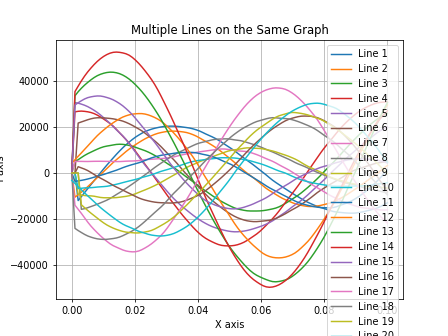 Multiple Lines on the Same Graph
40000
20000
0
−20000
−40000
0.00
0.02
0.04
0.06
X axis
Line 1
Line 2
Line 3
Line 4
Line 5
Line 6
Line 7
Line 8
Line 9
Line 10
Line 11
Line 12
Line 13
Line 14
Line 15
Line 16
Line 17
Line 18
Line 19
Line 20